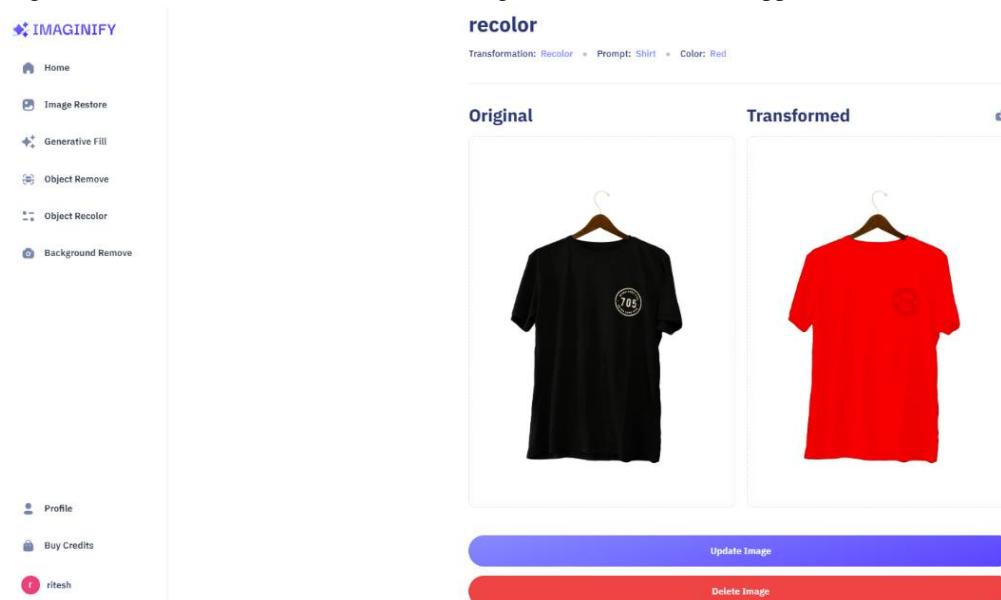 IMAGINIFY
Home
Image Restore
Generative Fill
Object Remove
Object Recolor
Background Remove
Profile
Buy Credits
r ritesh
recolor
Transformation: Recolor • Prompt: Shirt • Color: Red
Original
Transformed
705
Update Image
Delete Image